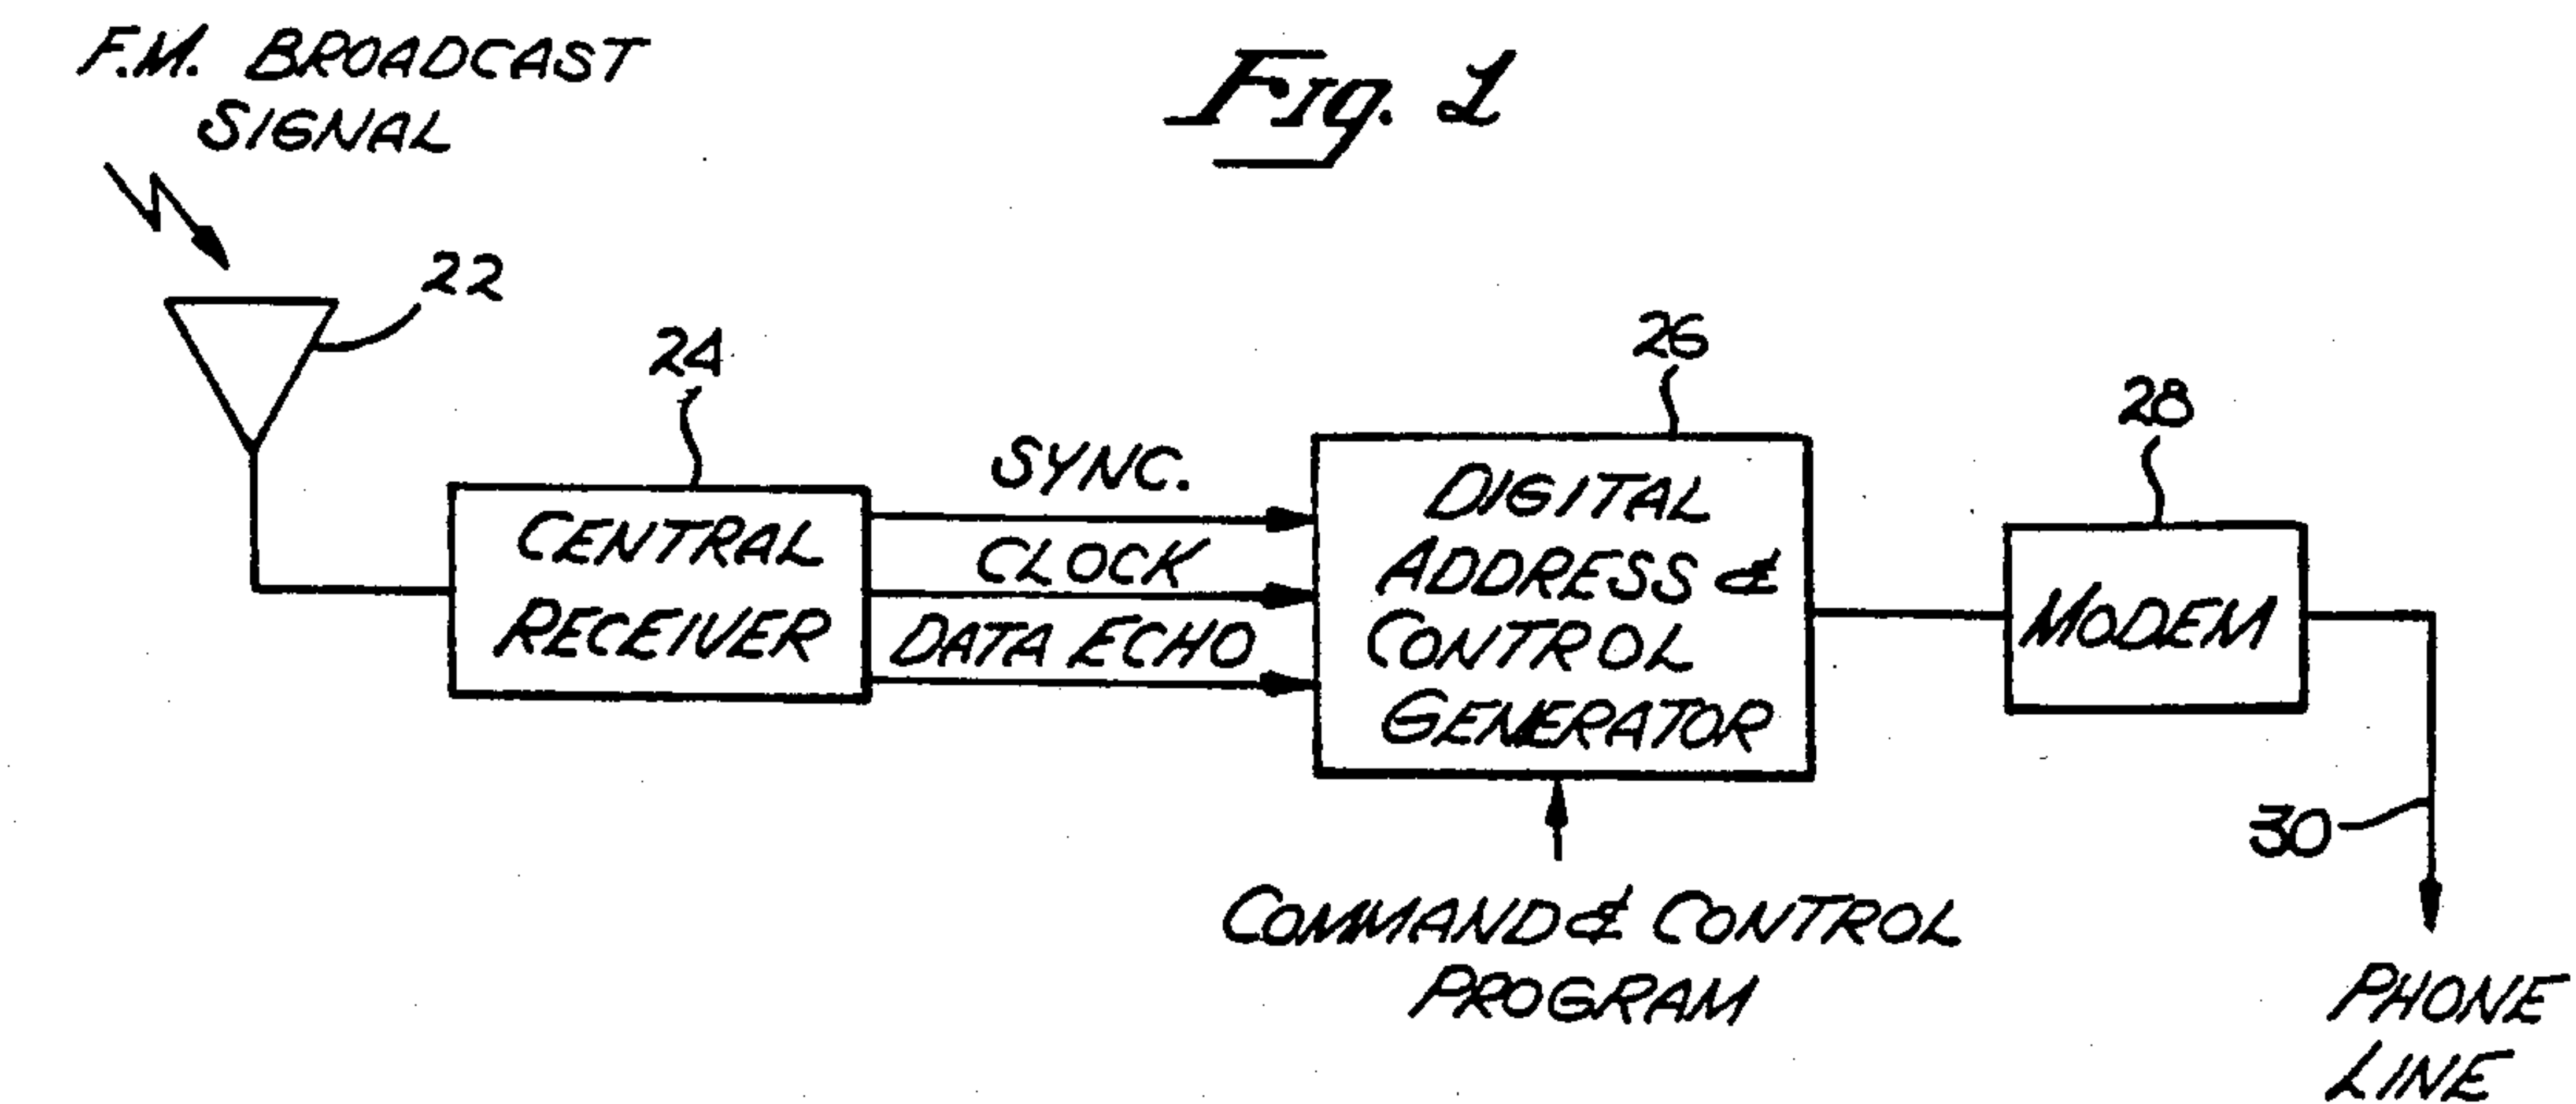 F.M. BROADCAST
SIGNAL
Fig. 1
22
24
26
28
SYNC.
CLOCK
DATA ECHO
CENTRAL
RECEIVER
DIGITAL
ADDRESS &
CONTROL
GENERATOR
MODEM
30
COMMAND & CONTROL
PROGRAM
PHONE
LINE